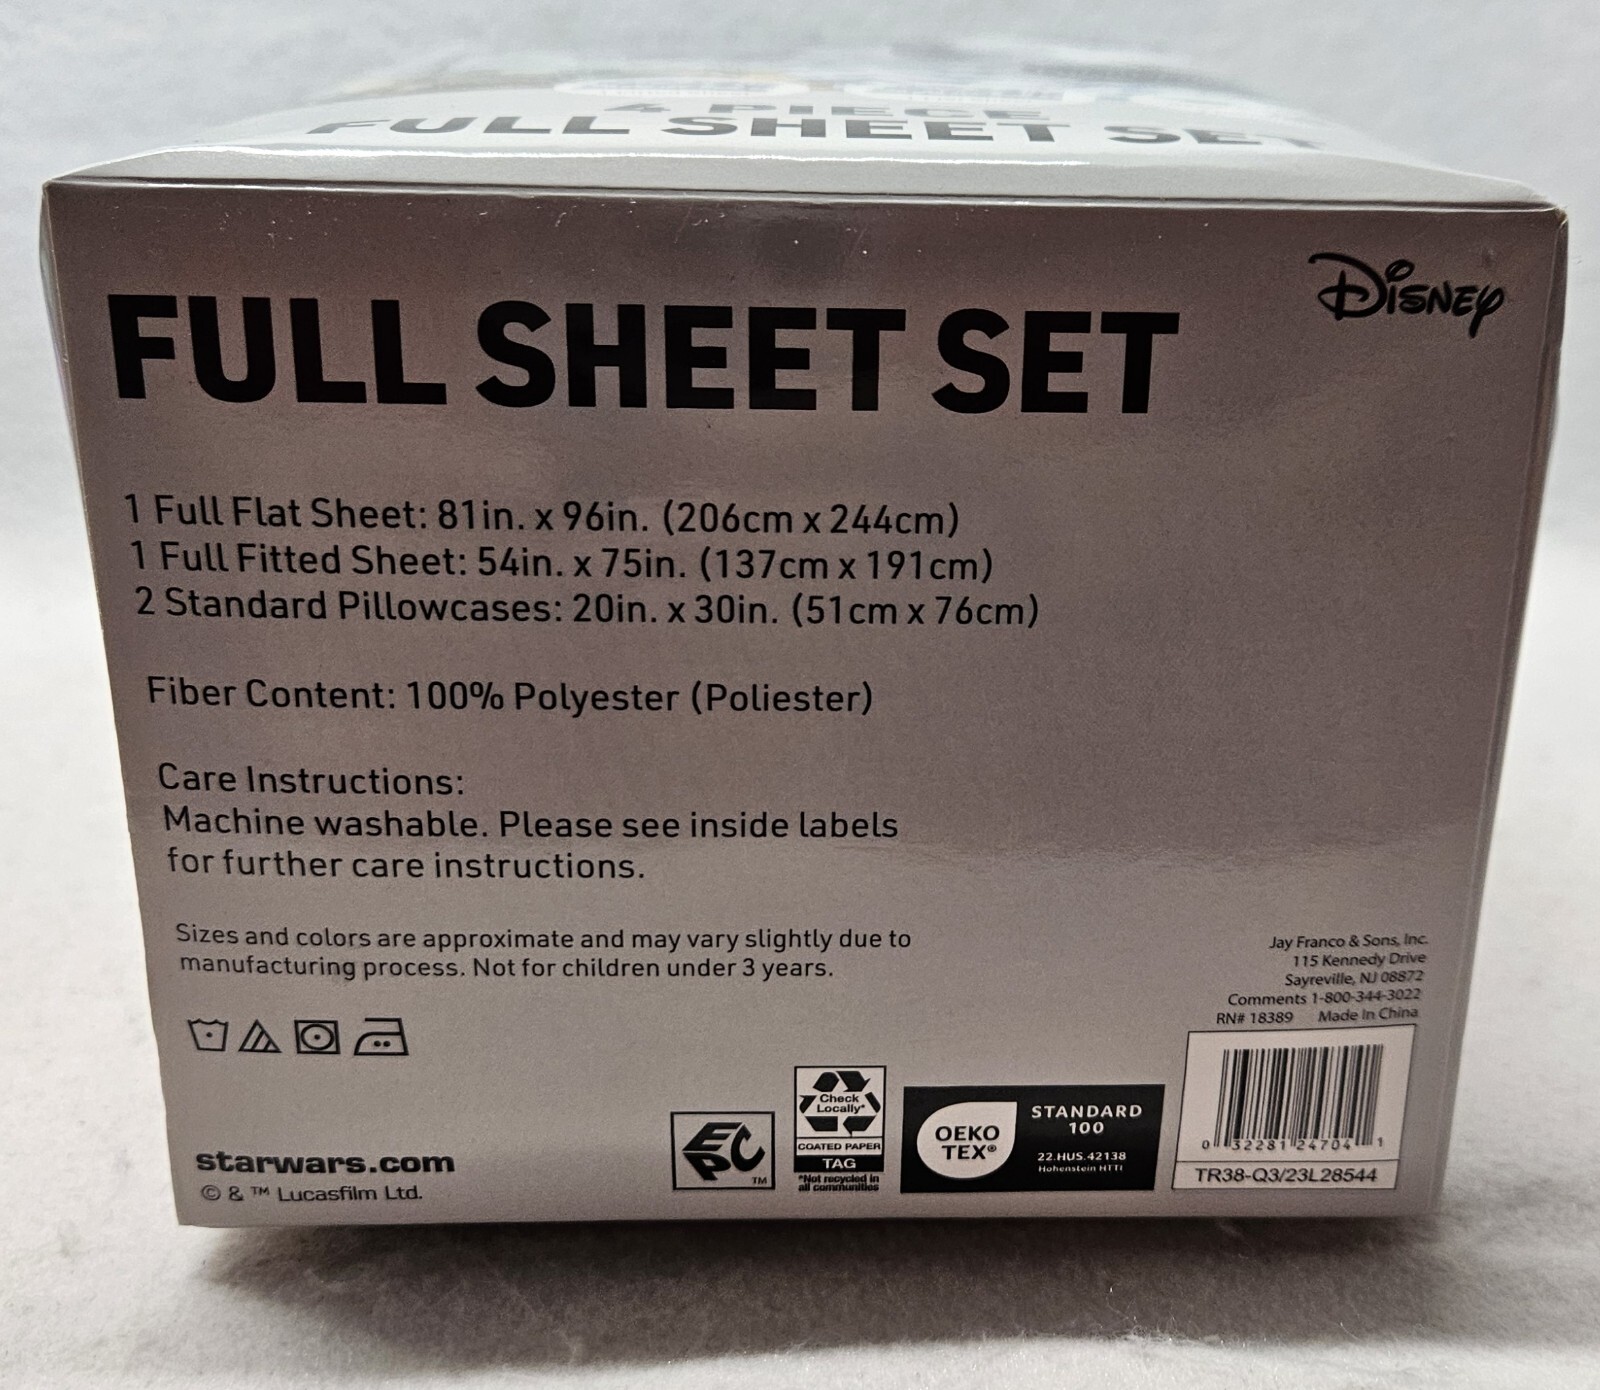 4 PIECE
FULL SHEET SET
Disney
FULL SHEET SET
1 Full Flat Sheet: 81in. x 96in. (206cm x 244cm)
1 Full Fitted Sheet: 54in. x 75in. (137cm x 191cm)
2 Standard Pillowcases: 20in. x 30in. (51cm x 76cm)
Fiber Content: 100% Polyester (Poliester)
Care Instructions:
Machine washable. Please see inside labels
for further care instructions.
Sizes and colors are approximate and may vary slightly due to
manufacturing process. Not for children under 3 years.
Jay Franco & Sons, Inc.
115 Kennedy Drive
Sayreville, NJ 08872
Comments 1-800-344-3022
RN# 18389 Made In China
starwars.com
© & ™ Lucasfilm Ltd.
EPC
™
Check
Locally*
COATED PAPER
TAG
*Not recycled in
all communities
OEKO
TEX®
STANDARD
100
22.HUS.42138
Hohenstein HTTI
0 32281 24704 1
TR38-Q3/23L28544